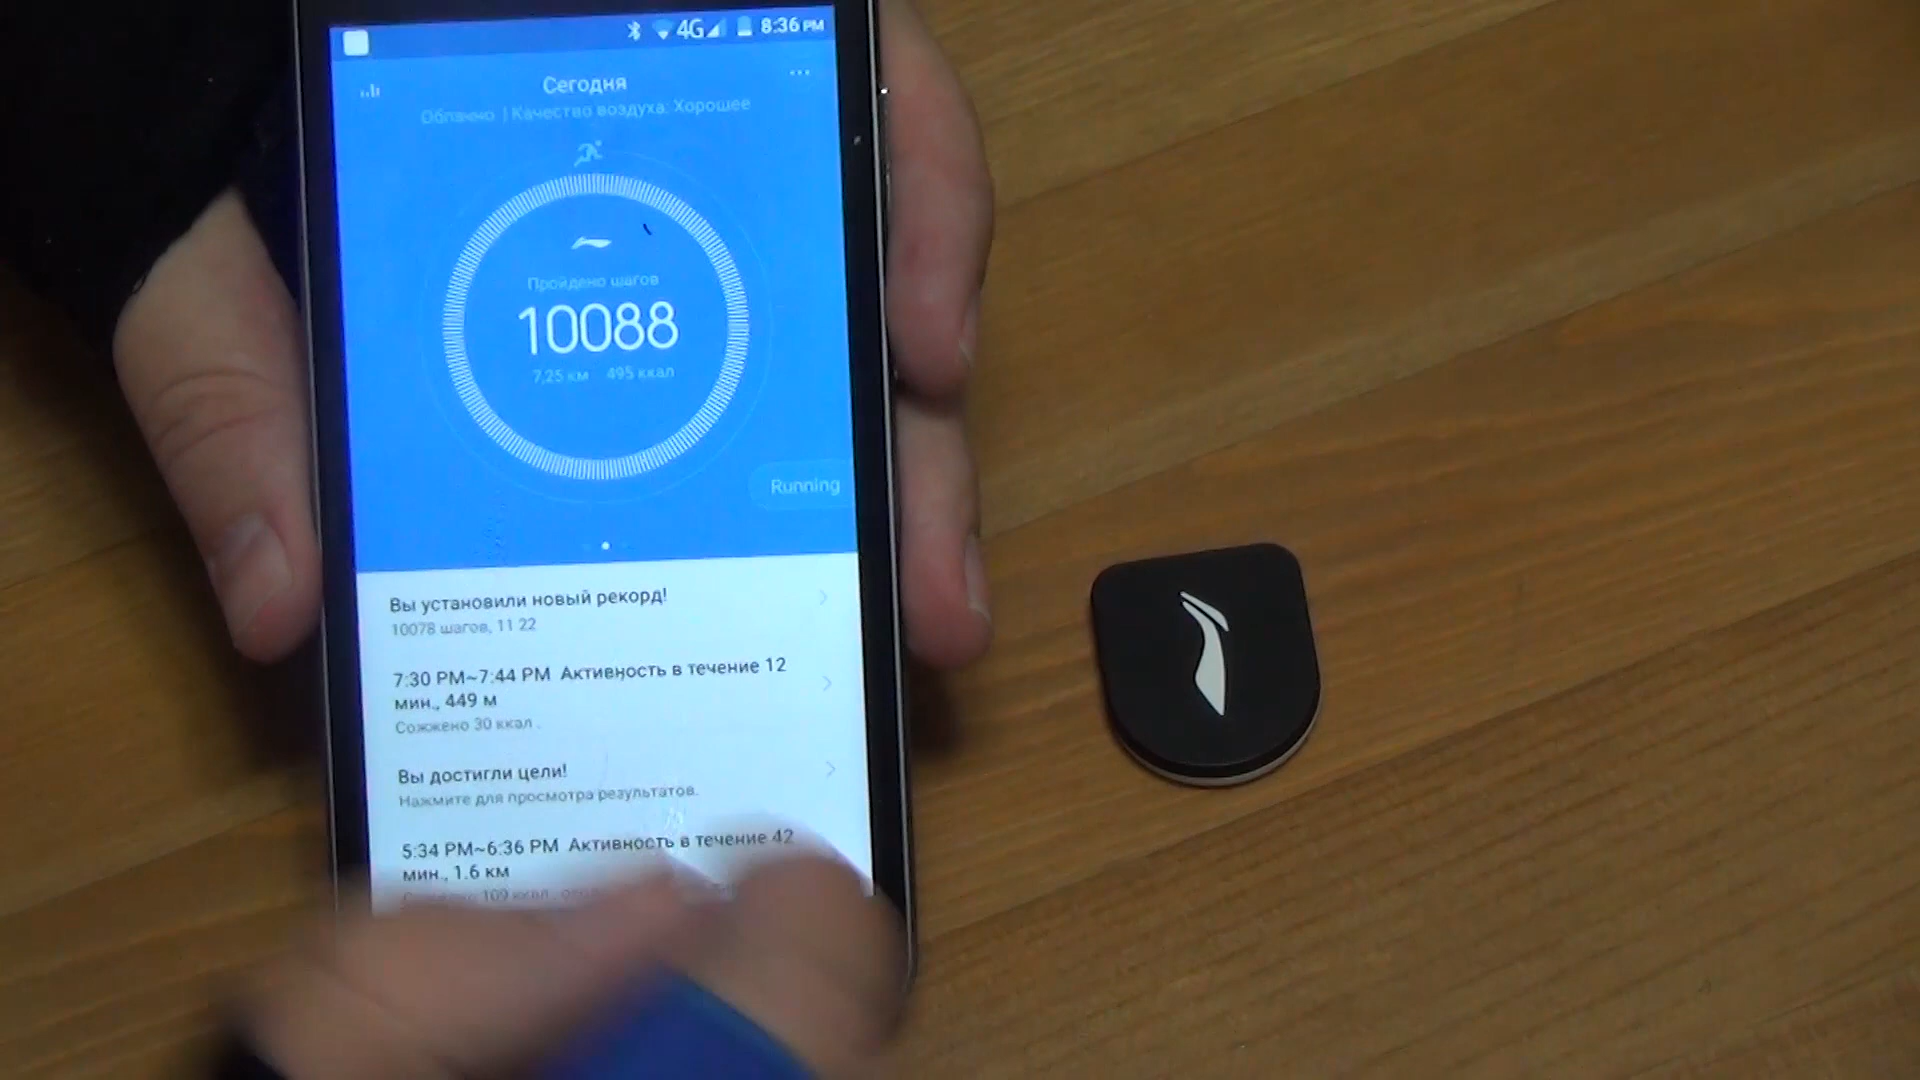 4G 8:36 PM
Сегодня
Облачно | Качество воздуха: Хорошее
Пройдено шагов
10088
7,25 км 495 ккал
Running
Вы установили новый рекорд!
10078 шагов, 11 22
7:30 PM~7:44 PM Активность в течение 12
мин., 449 м
Сожжено 30 ккал .
Вы достигли цели!
Нажмите для просмотра результатов.
5:34 PM~6:36 PM Активность в течение 42
мин., 1.6 км
109 ккал